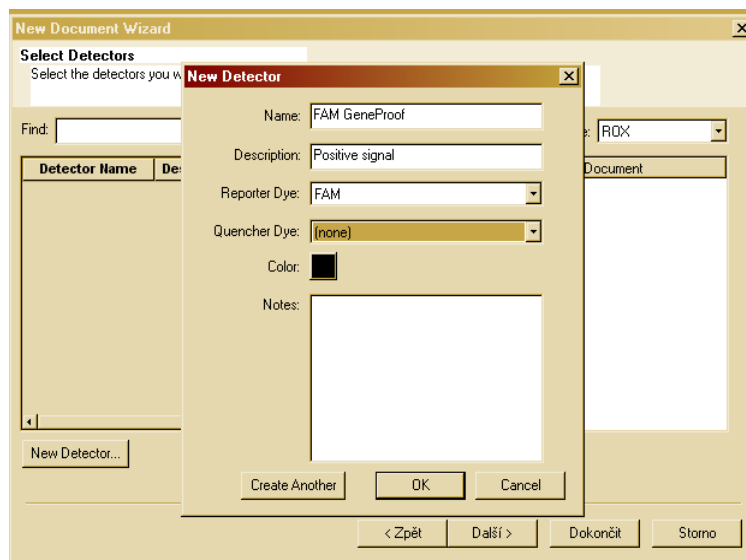 New Document Wizard
Select Detectors
Select the detectors you w
New Detector
Name: FAM GeneProof
Find:
ROX
Description: Positive signal
Detector Name
Document
Reporter Dye: FAM
Quencher Dye: (none)
Color:
Notes:
New Detector...
Create Another OK Cancel
< Zpět Další > Dokončit Storno